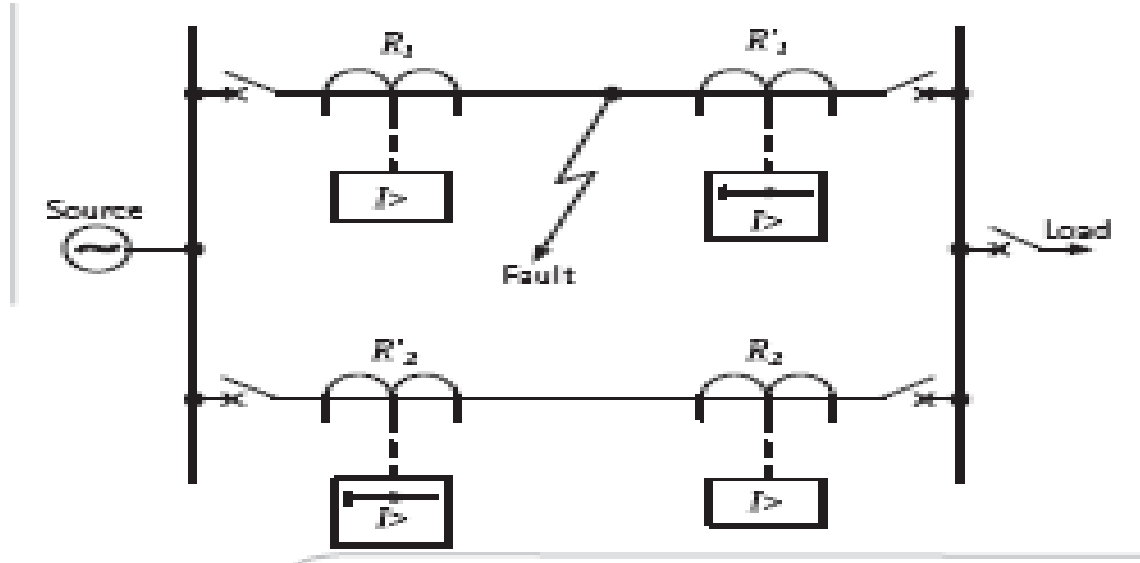 R₁
R'₁
I>
I>
Source
Load
Fault
R'₂
R₂
I>
I>